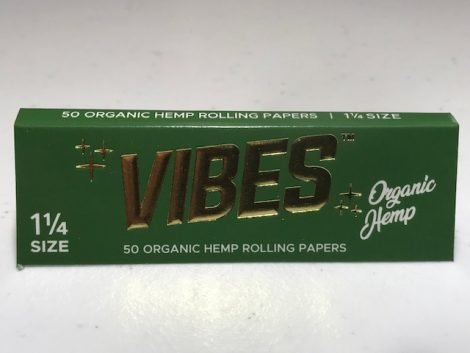 50 ORGANIC HEMP ROLLING PAPERS | 1¼ SIZE
VIBES™
Organic
Hemp
1¼
SIZE
50 ORGANIC HEMP ROLLING PAPERS